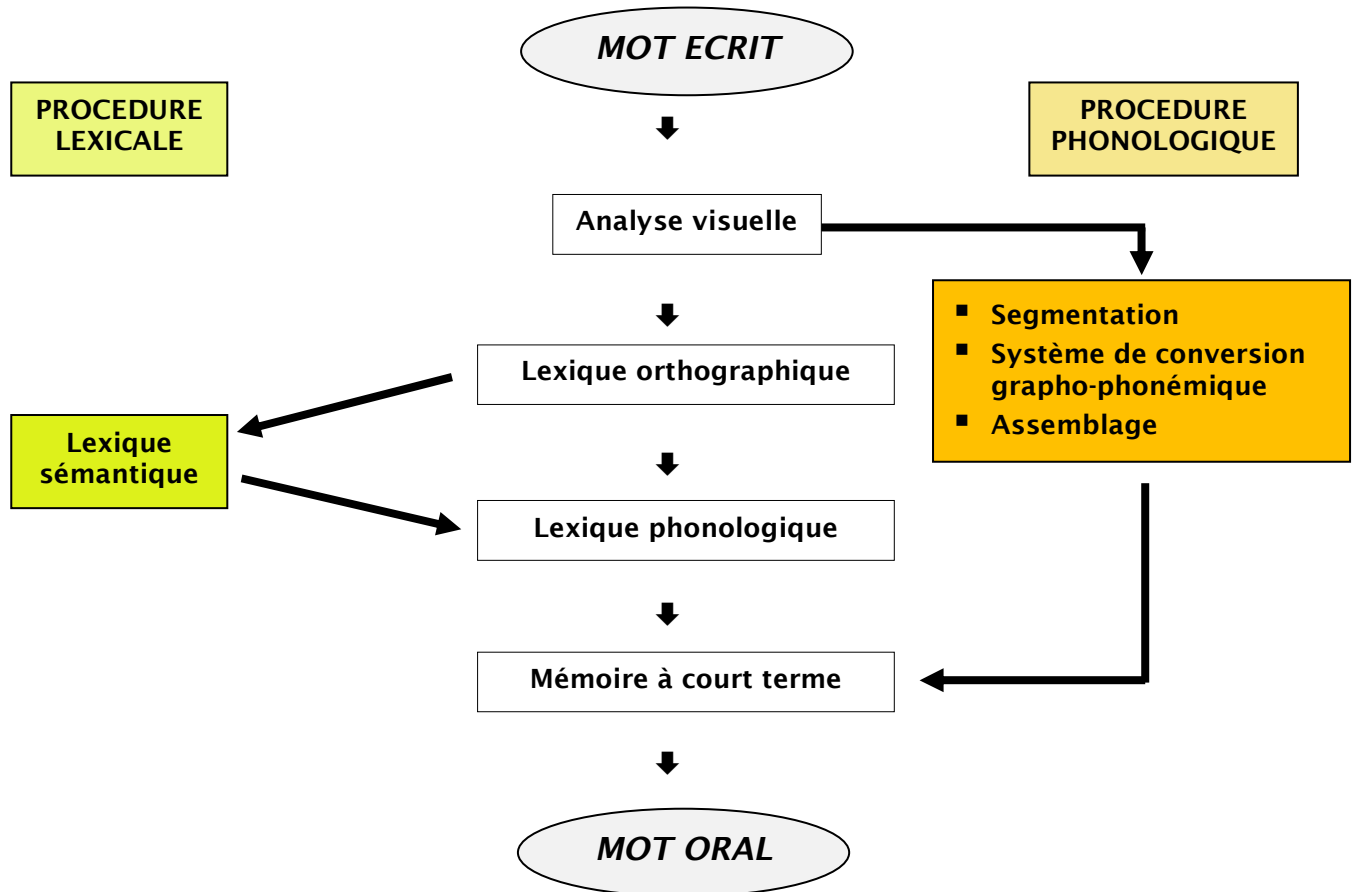 MOT ECRIT
PROCEDURE
LEXICALE
PROCEDURE
PHONOLOGIQUE
Analyse visuelle
▪ Segmentation
▪ Système de conversion
grapho-phonémique
▪ Assemblage
Lexique orthographique
Lexique
sémantique
Lexique phonologique
Mémoire à court terme
MOT ORAL